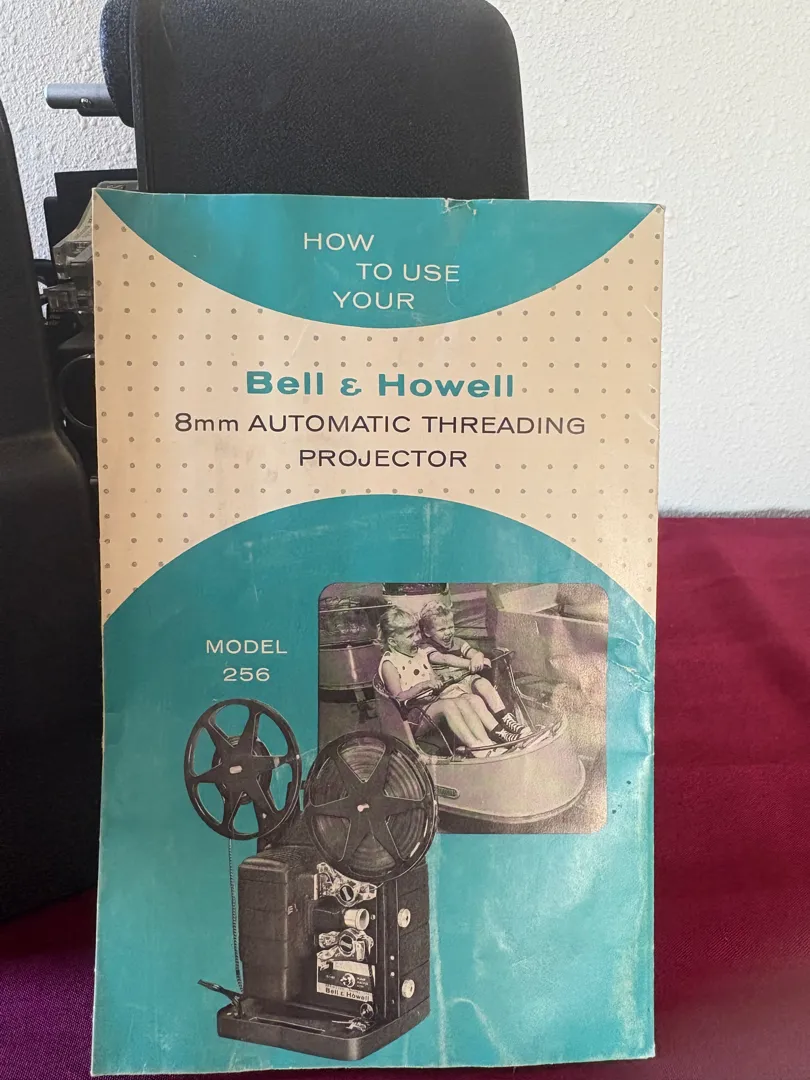 HOW
TO USE
YOUR
Bell & Howell
8mm AUTOMATIC THREADING
PROJECTOR
MODEL
256
Bell & Howell